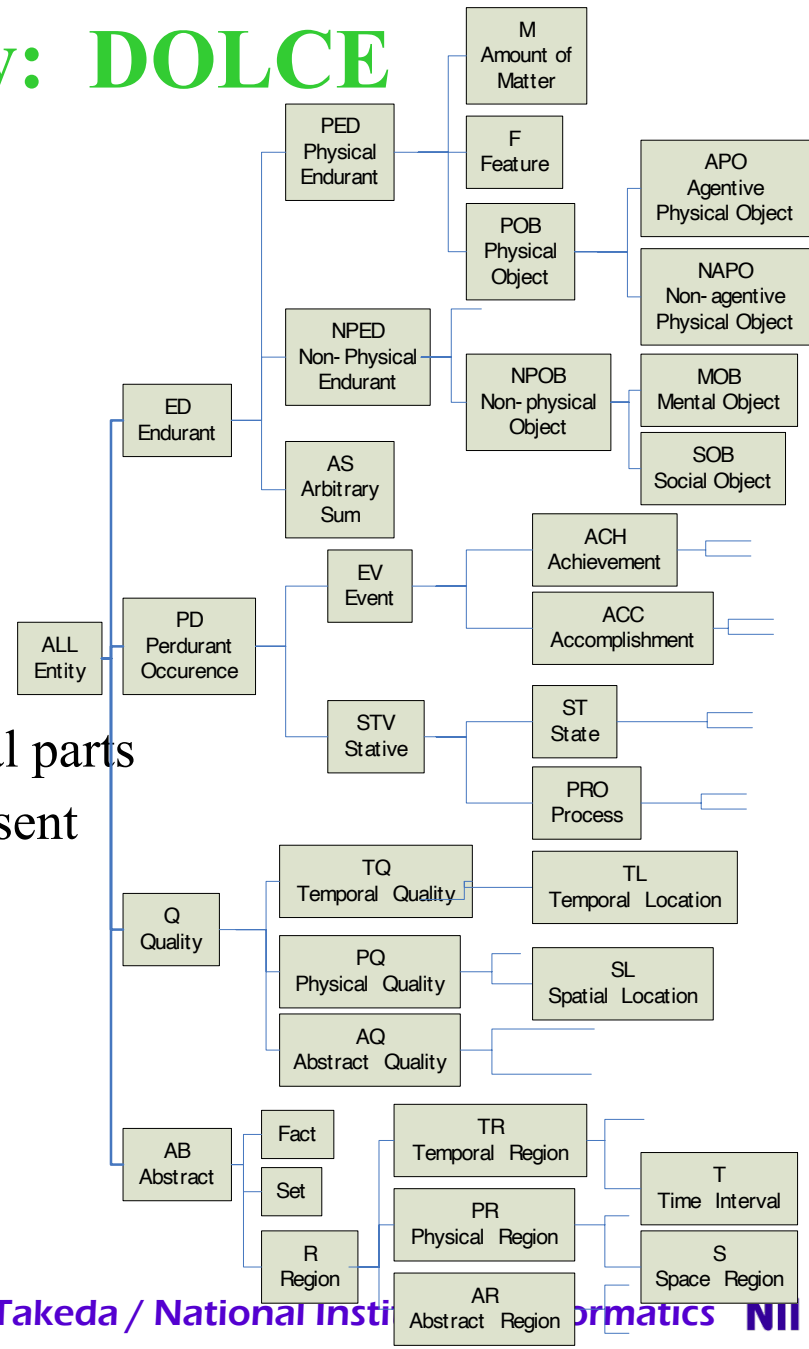 y: DOLCE
M
Amount of
Matter
PED
Physical
Endurant
F
Feature
APO
Agentive
Physical Object
POB
Physical
Object
NAPO
Non-agentive
Physical Object
NPED
Non-Physical
Endurant
NPOB
Non-physical
Object
MOB
Mental Object
ED
Endurant
SOB
Social Object
AS
Arbitrary
Sum
ACH
Achievement
EV
Event
ACC
Accomplishment
PD
Perdurant
Occurence
ALL
Entity
ST
State
STV
Stative
al parts
PRO
Process
sent
TQ
Temporal Quality
TL
Temporal Location
Q
Quality
PQ
Physical Quality
SL
Spatial Location
AQ
Abstract Quality
Fact
TR
Temporal Region
AB
Abstract
T
Time Interval
Set
PR
Physical Region
R
Region
S
Space Region
AR
Abstract Region
Takeda / National Insti ormatics NII